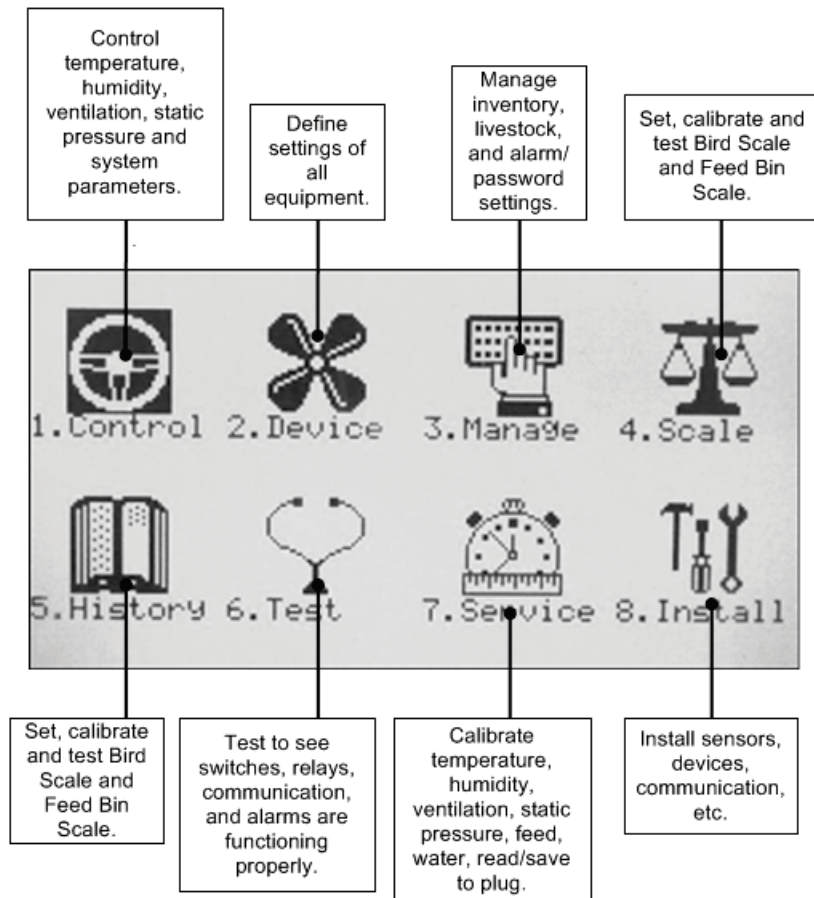 Control
temperature,
humidity,
ventilation, static
pressure and
system
parameters.
Define
settings of
all
equipment.
Manage
inventory,
livestock,
and alarm/
password
settings.
Set, calibrate and
test Bird Scale
and Feed Bin
Scale.
1.Control 2.Device 3.Manage 4.Scale
5.History 6.Test 7.Service 8.Install
Set, calibrate
and test Bird
Scale and
Feed Bin
Scale.
Test to see
switches, relays,
communication,
and alarms are
functioning
properly.
Calibrate
temperature,
humidity,
ventilation, static
pressure, feed,
water, read/save
to plug.
Install sensors,
devices,
communication,
etc.